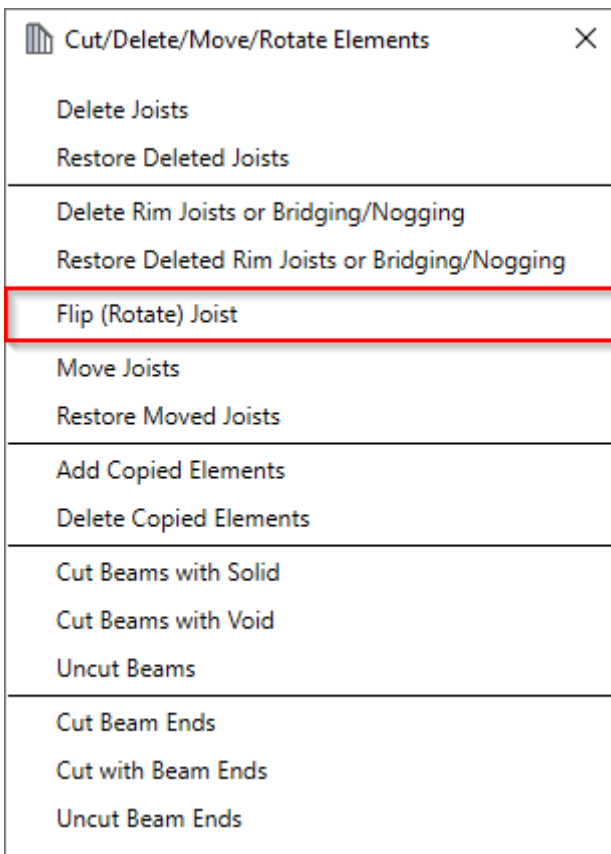 Cut/Delete/Move/Rotate Elements
Delete Joists
Restore Deleted Joists
Delete Rim Joists or Bridging/Nogging
Restore Deleted Rim Joists or Bridging/Nogging
Flip (Rotate) Joist
Move Joists
Restore Moved Joists
Add Copied Elements
Delete Copied Elements
Cut Beams with Solid
Cut Beams with Void
Uncut Beams
Cut Beam Ends
Cut with Beam Ends
Uncut Beam Ends